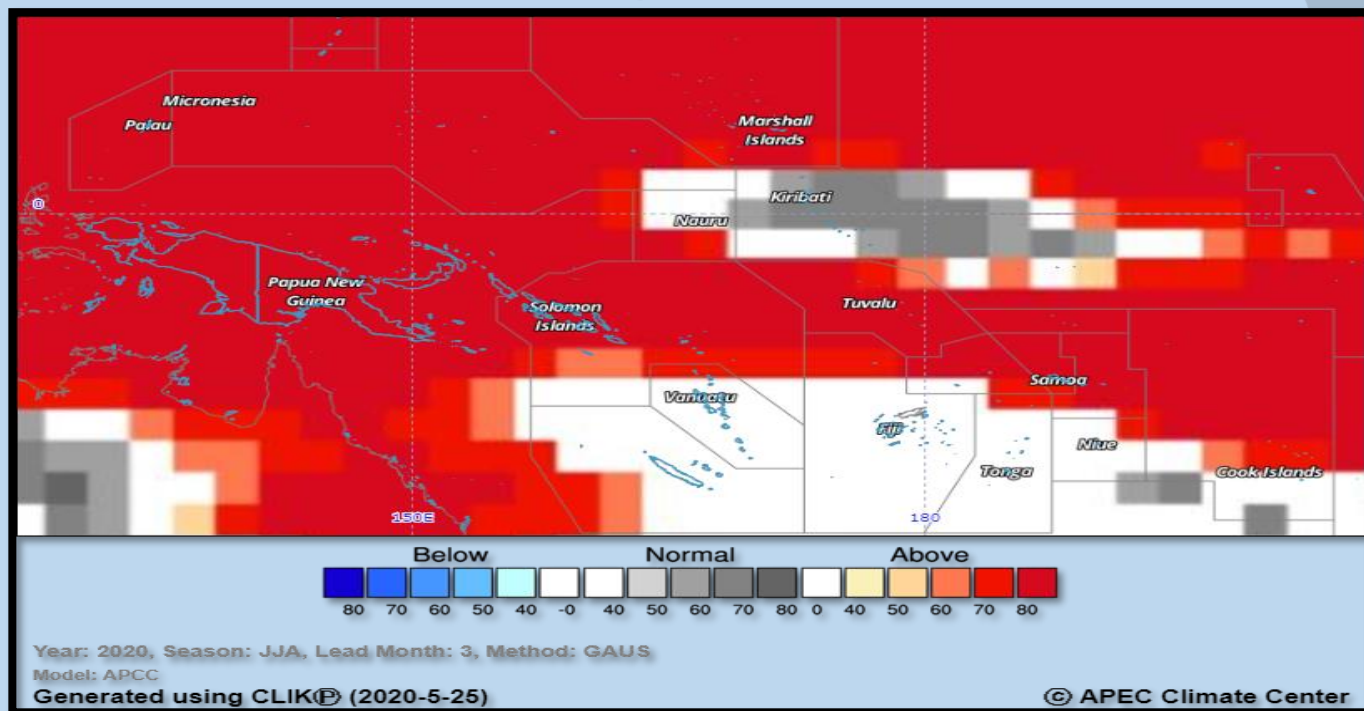 Micronesia
Palau
Marshall
Islands
0
Kiribati
Nauru
Papua New
Guinea
Solomon
Islands
Tuvalu
Samoa
Vanuatu
Fiji
Niue
Tonga
Cook Islands
150E
180
Below Normal Above
80 70 60 50 40 -0 40 50 60 70 80 0 40 50 60 70 80
Year: 2020, Season: JJA, Lead Month: 3, Method: GAUS
Model: APCC
Generated using CLIKⓅ (2020-5-25)
© APEC Climate Center